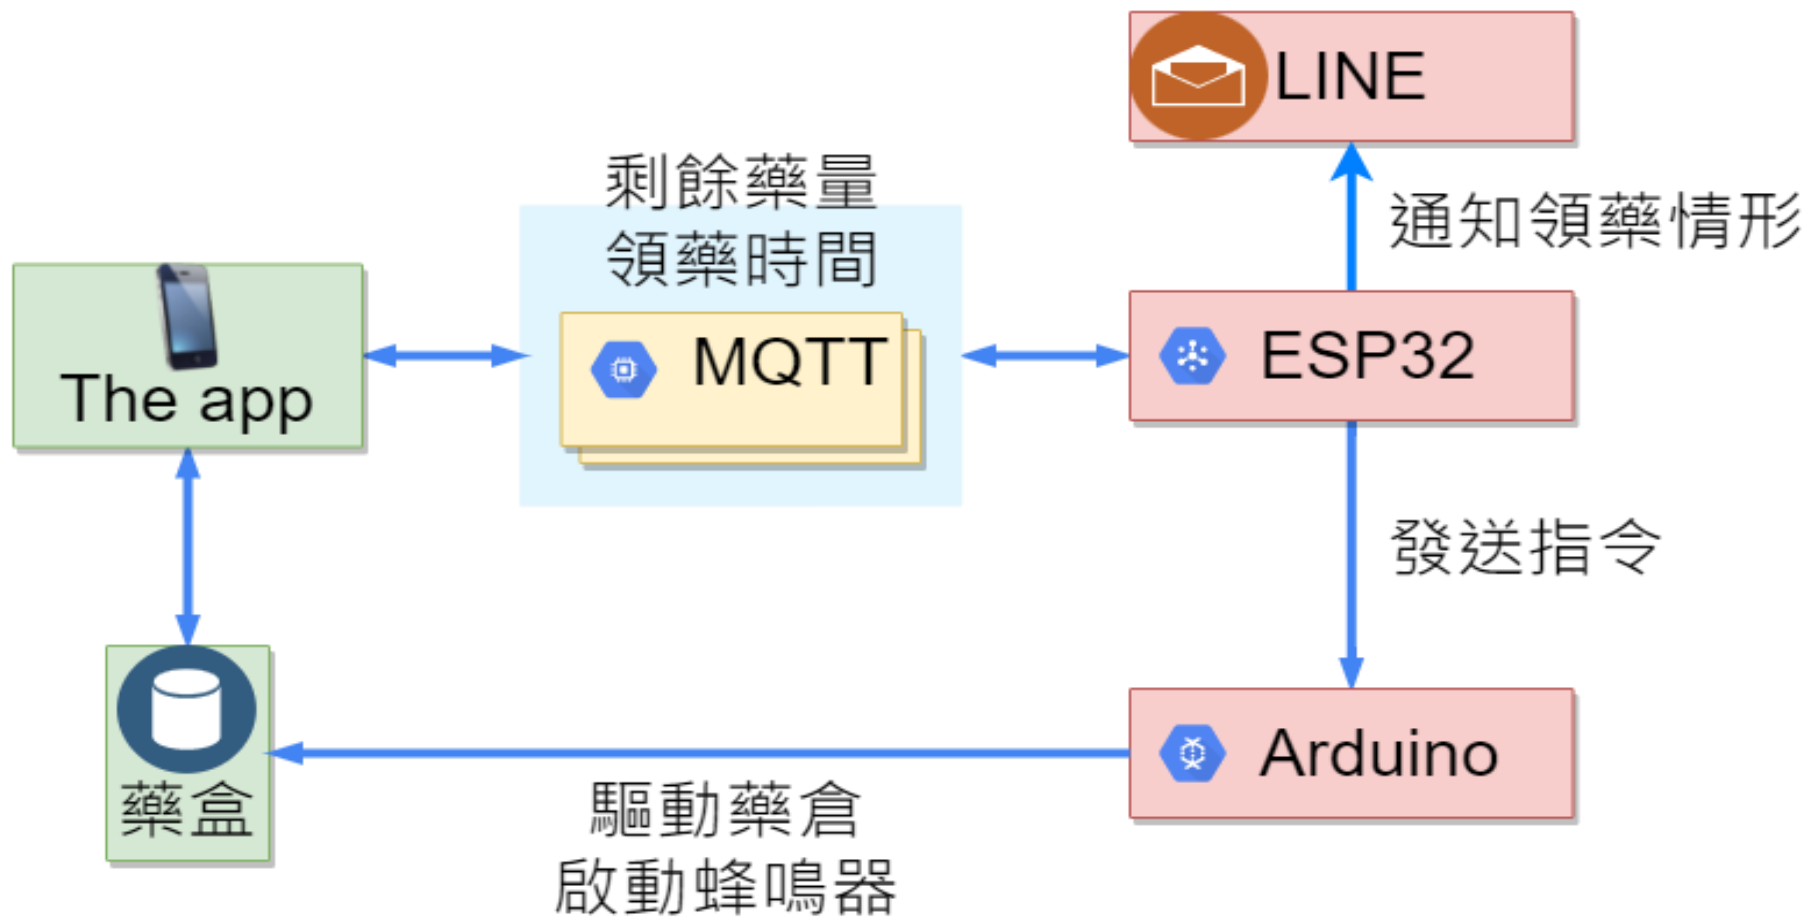 LINE
剩餘藥量
領藥時間
通知領藥情形
The app
MQTT
ESP32
發送指令
藥盒
Arduino
驅動藥倉
啟動蜂鳴器